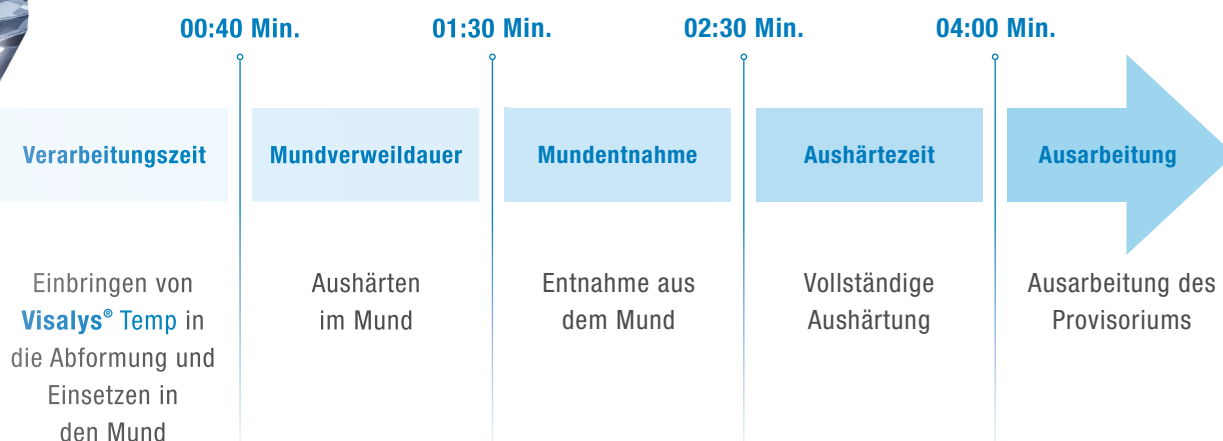 00:40 Min.
01:30 Min.
02:30 Min.
04:00 Min.
Verarbeitungszeit
Mundverweildauer
Mundentnahme
Aushärtezeit
Ausarbeitung
Einbringen von
Visalys® Temp in
die Abformung und
Einsetzen in
den Mund
Aushärten
im Mund
Entnahme aus
dem Mund
Vollständige
Aushärtung
Ausarbeitung des
Provisoriums